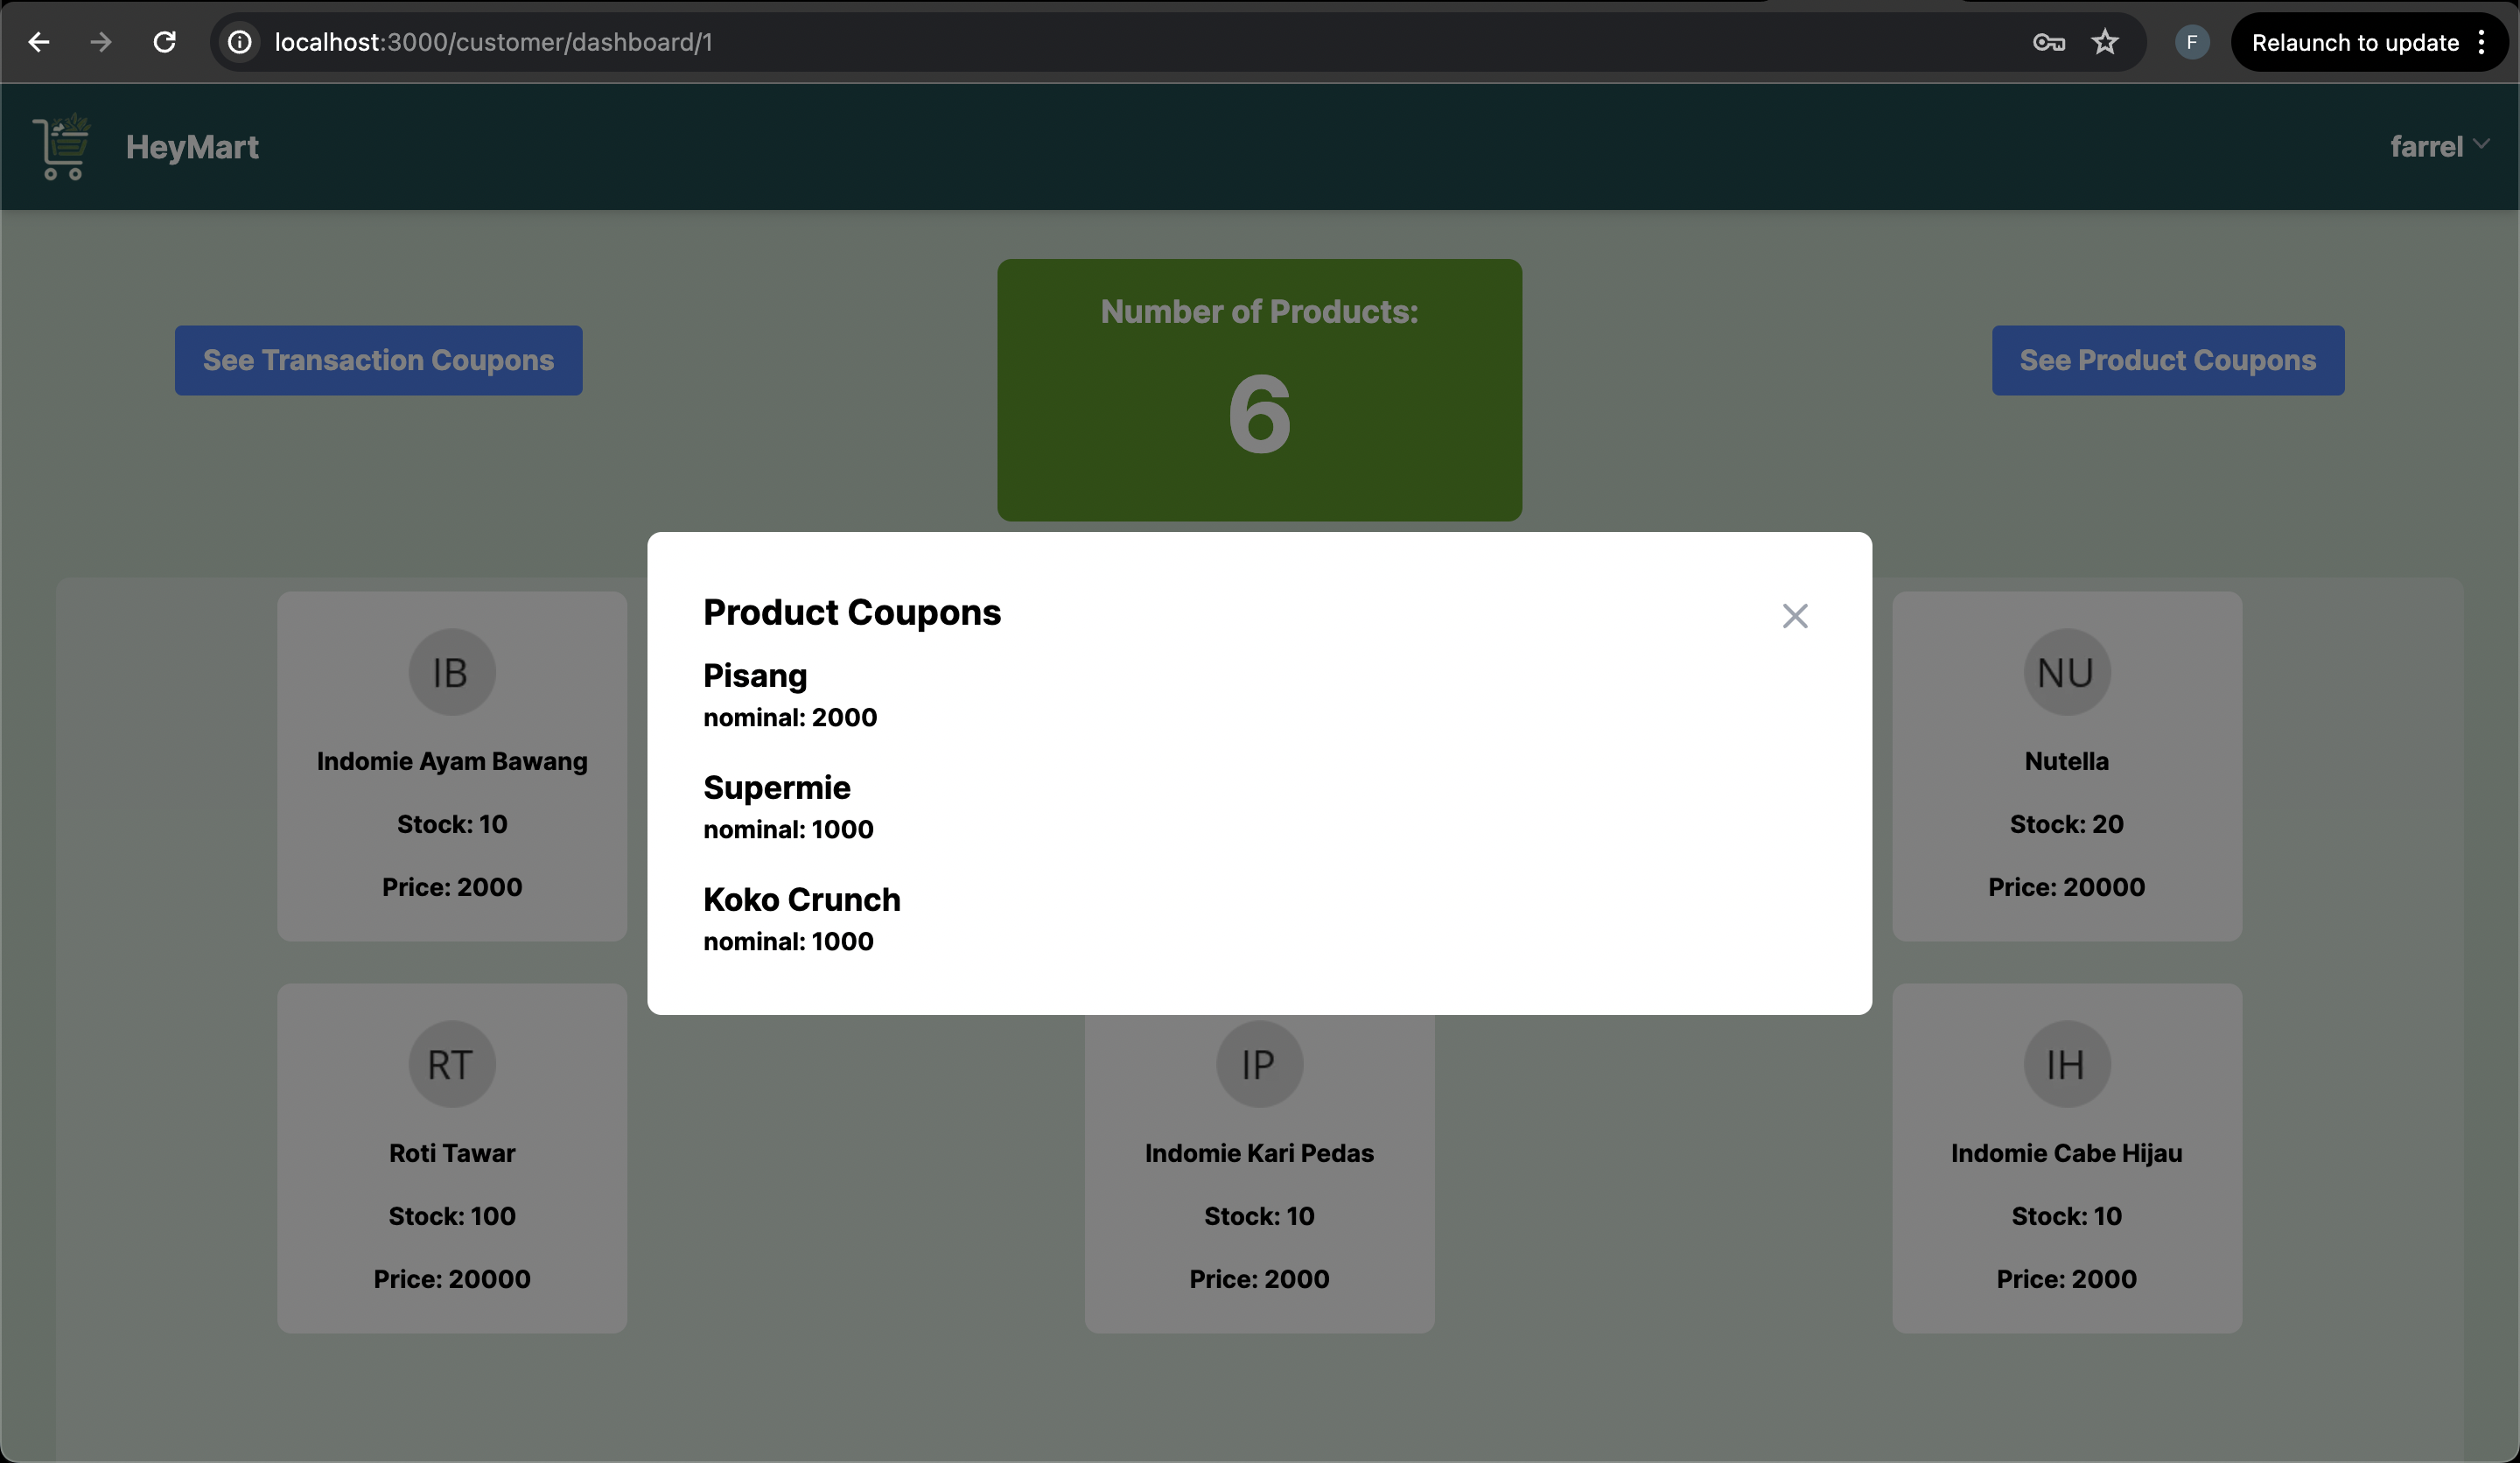 localhost:3000/customer/dashboard/1
F
Relaunch to update
HeyMart
farrel
See Transaction Coupons
Number of Products:
6
See Product Coupons
Product Coupons
Pisang
nominal: 2000
Supermie
nominal: 1000
Koko Crunch
nominal: 1000
IB
Indomie Ayam Bawang
Stock: 10
Price: 2000
NU
Nutella
Stock: 20
Price: 20000
RT
Roti Tawar
Stock: 100
Price: 20000
IP
Indomie Kari Pedas
Stock: 10
Price: 2000
IH
Indomie Cabe Hijau
Stock: 10
Price: 2000